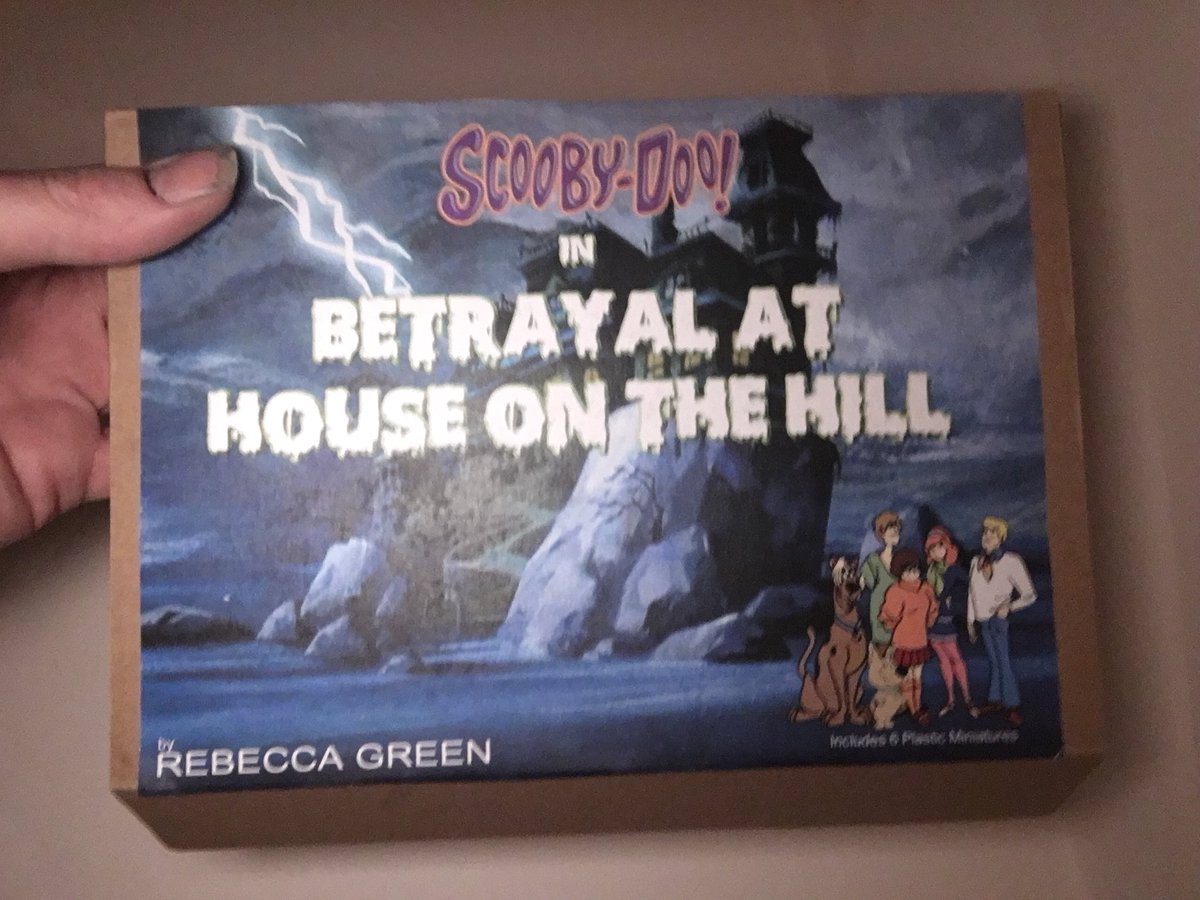 SCOOBY-DOO!
IN
BETRAYAL AT
HOUSE ON THE HILL
by
REBECCA GREEN
Includes 6 Plastic Miniatures